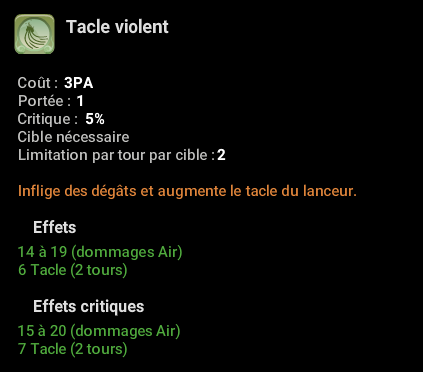 Tacle violent
Coût : 3PA
Portée : 1
Critique : 5%
Cible nécessaire
Limitation par tour par cible : 2
Inflige des dégâts et augmente le tacle du lanceur.
Effets
14 à 19 (dommages Air)
6 Tacle (2 tours)
Effets critiques
15 à 20 (dommages Air)
7 Tacle (2 tours)